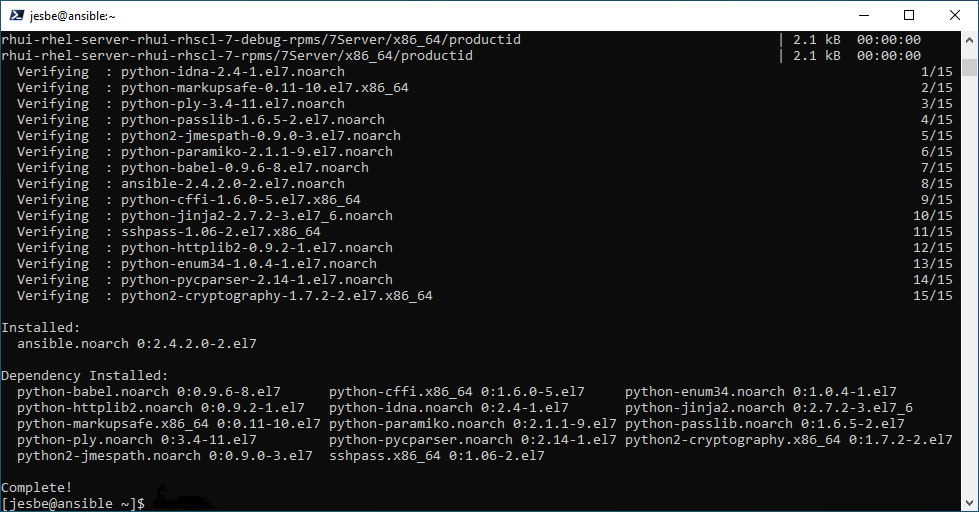 jesbe@ansible:~
rhui-rhel-server-rhui-rhscl-7-debug-rpms/7Server/x86_64/productid | 2.1 kB 00:00:00
rhui-rhel-server-rhui-rhscl-7-rpms/7Server/x86_64/productid | 2.1 kB 00:00:00
Verifying : python-idna-2.4-1.el7.noarch 1/15
Verifying : python-markupsafe-0.11-10.el7.x86_64 2/15
Verifying : python-ply-3.4-11.el7.noarch 3/15
Verifying : python-passlib-1.6.5-2.el7.noarch 4/15
Verifying : python2-jmespath-0.9.0-3.el7.noarch 5/15
Verifying : python-paramiko-2.1.1-9.el7.noarch 6/15
Verifying : python-babel-0.9.6-8.el7.noarch 7/15
Verifying : ansible-2.4.2.0-2.el7.noarch 8/15
Verifying : python-cffi-1.6.0-5.el7.x86_64 9/15
Verifying : python-jinja2-2.7.2-3.el7_6.noarch 10/15
Verifying : sshpass-1.06-2.el7.x86_64 11/15
Verifying : python-httplib2-0.9.2-1.el7.noarch 12/15
Verifying : python-enum34-1.0.4-1.el7.noarch 13/15
Verifying : python-pycparser-2.14-1.el7.noarch 14/15
Verifying : python2-cryptography-1.7.2-2.el7.x86_64 15/15
Installed:
ansible.noarch 0:2.4.2.0-2.el7
Dependency Installed:
python-babel.noarch 0:0.9.6-8.el7 python-cffi.x86_64 0:1.6.0-5.el7 python-enum34.noarch 0:1.0.4-1.el7
python-httplib2.noarch 0:0.9.2-1.el7 python-idna.noarch 0:2.4-1.el7 python-jinja2.noarch 0:2.7.2-3.el7_6
python-markupsafe.x86_64 0:0.11-10.el7 python-paramiko.noarch 0:2.1.1-9.el7 python-passlib.noarch 0:1.6.5-2.el7
python-ply.noarch 0:3.4-11.el7 python-pycparser.noarch 0:2.14-1.el7 python2-cryptography.x86_64 0:1.7.2-2.el7
python2-jmespath.noarch 0:0.9.0-3.el7 sshpass.x86_64 0:1.06-2.el7
Complete!
[jesbe@ansible ~]$